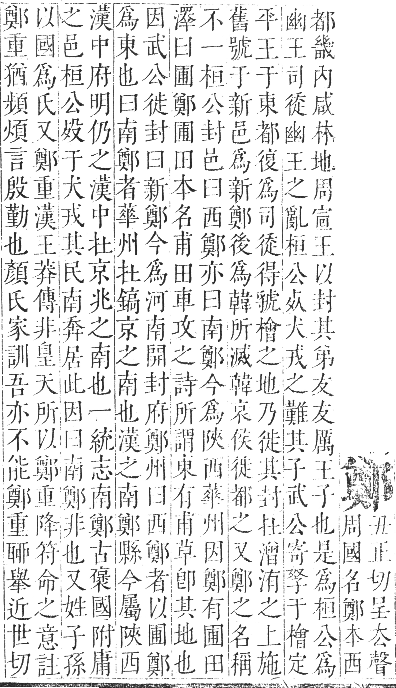 鄭
丑正切呈去聲
周國名鄭本西
都畿内咸林地周宣王以封其弟友友厲王子也是爲桓公爲
幽王司徒幽王之亂桓公歿犬戎之難其子武公寄孥于檜定
平王于東都復爲司徒得虢檜之地乃徙其封扗潧洧之上施
舊號于新邑爲新鄭後爲韓所滅韓哀侯徙都之又鄭之名稱
不一桓公封邑曰西鄭亦曰南鄭今爲陝西華州因鄭有圃田
澤曰圃鄭圃田本名甫田車攻之詩所謂東有甫草卽其地也
因武公徙封曰新鄭今爲河南開封府鄭州曰西鄭者以圃鄭
爲東也曰南鄭者華州扗鎬京之南也漢之南鄭縣今屬陝西
漢中府明仍之漢中扗京兆之南也一統志南鄭古褒國附庸
之邑桓公歿于犬戎其民南奔居此因曰南鄭非也又姓子孫
以國爲氏又鄭重漢王莽傳非皇天所以鄭重降符命之意註
鄭重猶頻煩言殷勤也顏氏家訓吾亦不能鄭重聊舉近世切